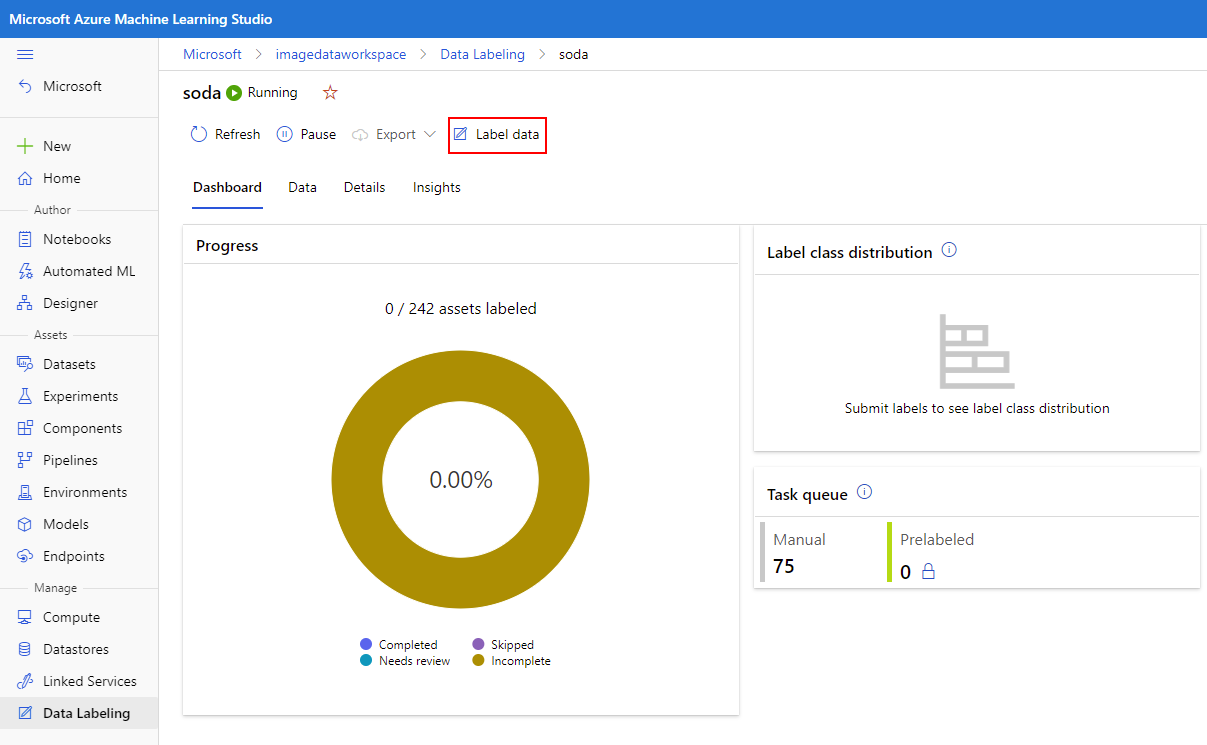 Microsoft Azure Machine Learning Studio
Microsoft
New
Home
Author
Notebooks
Automated ML
Designer
Assets
Datasets
Experiments
Components
Pipelines
Environments
Models
Endpoints
Manage
Compute
Datastores
Linked Services
Data Labeling
Microsoft > imagedataworkspace > Data Labeling > soda
soda Running
Refresh Pause Export Label data
Dashboard Data Details Insights
Progress
0 / 242 assets labeled
0.00%
Completed Skipped
Needs review Incomplete
Label class distribution
Submit labels to see label class distribution
Task queue
Manual Prelabeled
75 0